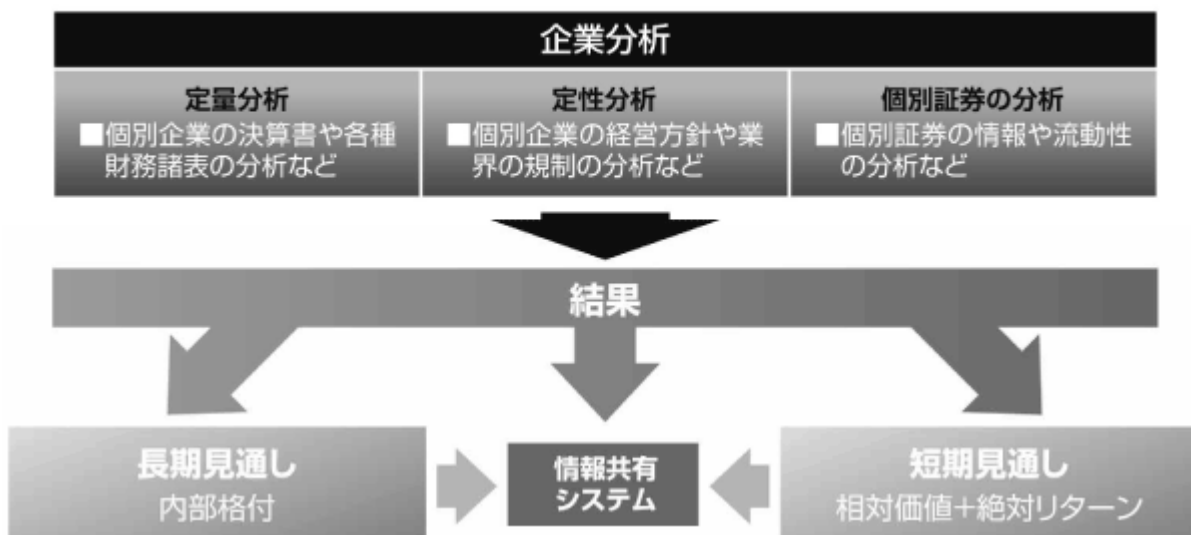 企業分析
定量分析
■個別企業の決算書や各種
財務諸表の分析など
定性分析
■個別企業の経営方針や業
界の規制の分析など
個別証券の分析
■個別証券の情報や流動性
の分析など
結果
長期見通し
内部格付
情報共有
システム
短期見通し
相対価値+絶対リターン